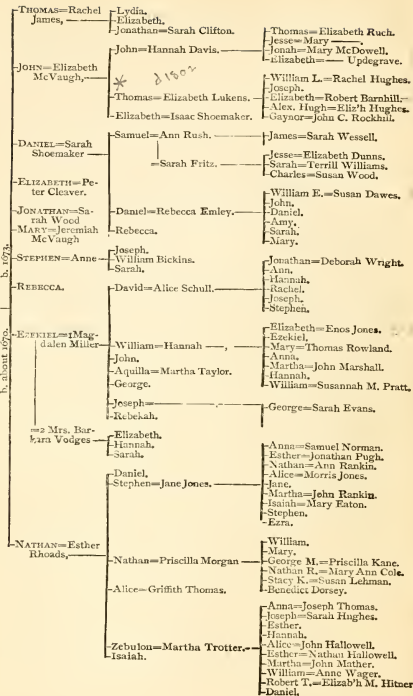 THOMAS=Rachel
James,
Lydia.
Elizabeth.
Jonathan=Sarah Clifton.
JOHN=Elizabeth
McVaugh,
John=Hannah Davis.
Thomas=Elizabeth Ruch.
Jesse=Mary —.
Jonah=Mary McDowell.
Elizabeth= — Updegrave.
* d1802
Thomas=Elizabeth Lukens.
William L.=Rachel Hughes.
Joseph.
Elizabeth=Robert Barnhill.
Alex. Hugh=Eliz'h Hughes.
Gaynor=John C. Rockhill.
Elizabeth=Isaac Shoemaker.
DANIEL=Sarah
Shoemaker
Samuel=Ann Rush.
James=Sarah Wessell.
=Sarah Fritz.
Jesse=Elizabeth Dunns.
Sarah=Terrill Williams.
Charles=Susan Wood.
ELIZABETH=Pe-
ter Cleaver.
JONATHAN=Sa-
rah Wood
MARY=Jeremiah
McVaugh
Daniel=Rebecca Emley.
William E.=Susan Dawes.
John.
Daniel.
Amy.
Sarah.
Mary.
Rebecca.
STEPHEN=Anne
Joseph.
William Bickins.
Sarah.
REBECCA.
b. 1673.
b. about 1670.
EZEKIEL=1 Mag-
dalen Miller
David=Alice Schull.
Jonathan=Deborah Wright.
Ann.
Hannah.
Rachel.
Joseph.
Stephen.
William=Hannah —,
Elizabeth=Enos Jones.
Ezekiel.
Mary=Thomas Rowland.
Anna.
Martha=John Marshall.
Hannah.
William=Susannah M. Pratt.
John.
Aquilla=Martha Taylor.
George.
Joseph=
George=Sarah Evans.
Rebekah.
=2 Mrs. Bar-
bara Vodges
Elizabeth.
Hannah.
Sarah.
NATHAN=Esther
Rhoads,
Daniel.
Stephen=Jane Jones.
Anna=Samuel Norman.
Esther=Jonathan Pugh.
Nathan=Ann Rankin.
Alice=Morris Jones.
Jane.
Martha=John Rankin.
Isaiah=Mary Eaton.
Stephen.
Ezra.
Nathan=Priscilla Morgan
William.
Mary.
George M.=Priscilla Kane.
Nathan R.=Mary Ann Cole.
Stacy K.=Susan Lehman.
Benedict Dorsey.
Alice=Griffith Thomas.
Zebulon=Martha Trotter.
Anna=Joseph Thomas.
Joseph=Sarah Hughes.
Esther.
Hannah.
Alice=John Hallowell.
Esther=Nathan Hallowell.
Martha=John Mather.
William=Anne Wager.
Robert T.=Elizab'h M. Hitner
Daniel.
Isaiah.